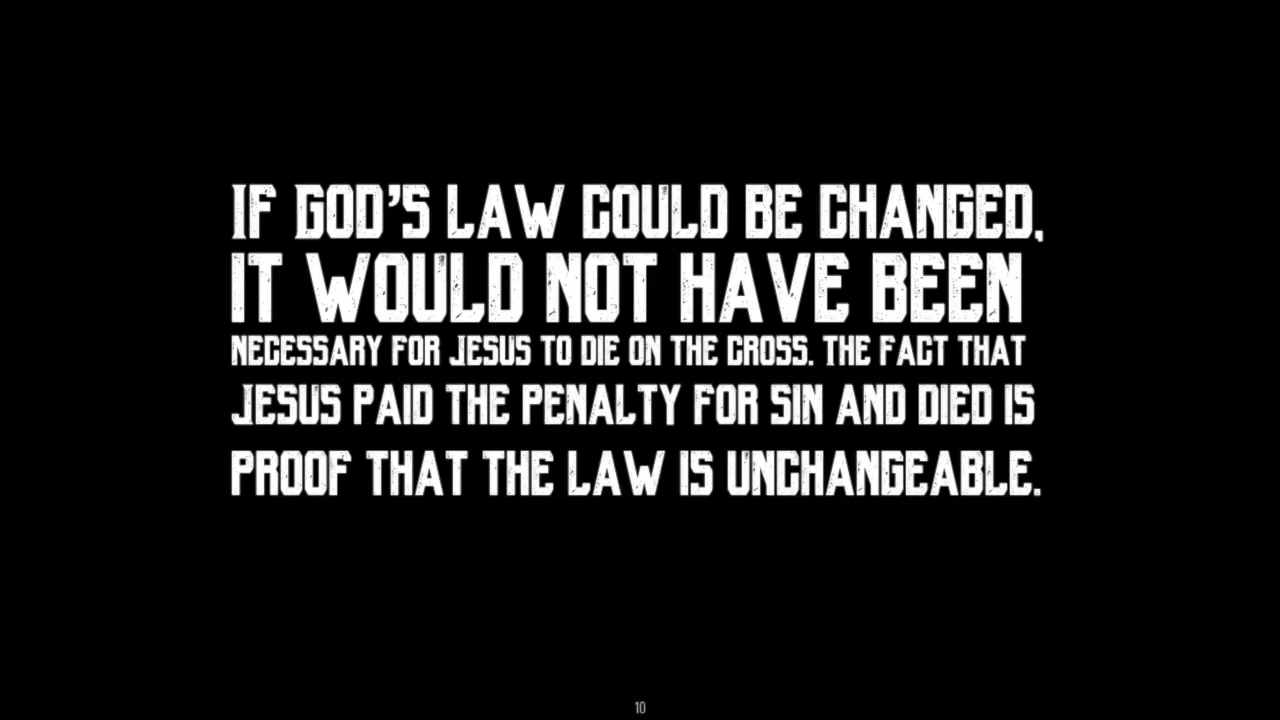 If God's law could be changed,
it would not have been
necessary for Jesus to die on the cross. The fact that
Jesus paid the penalty for sin and died is
proof that the law is unchangeable.
10